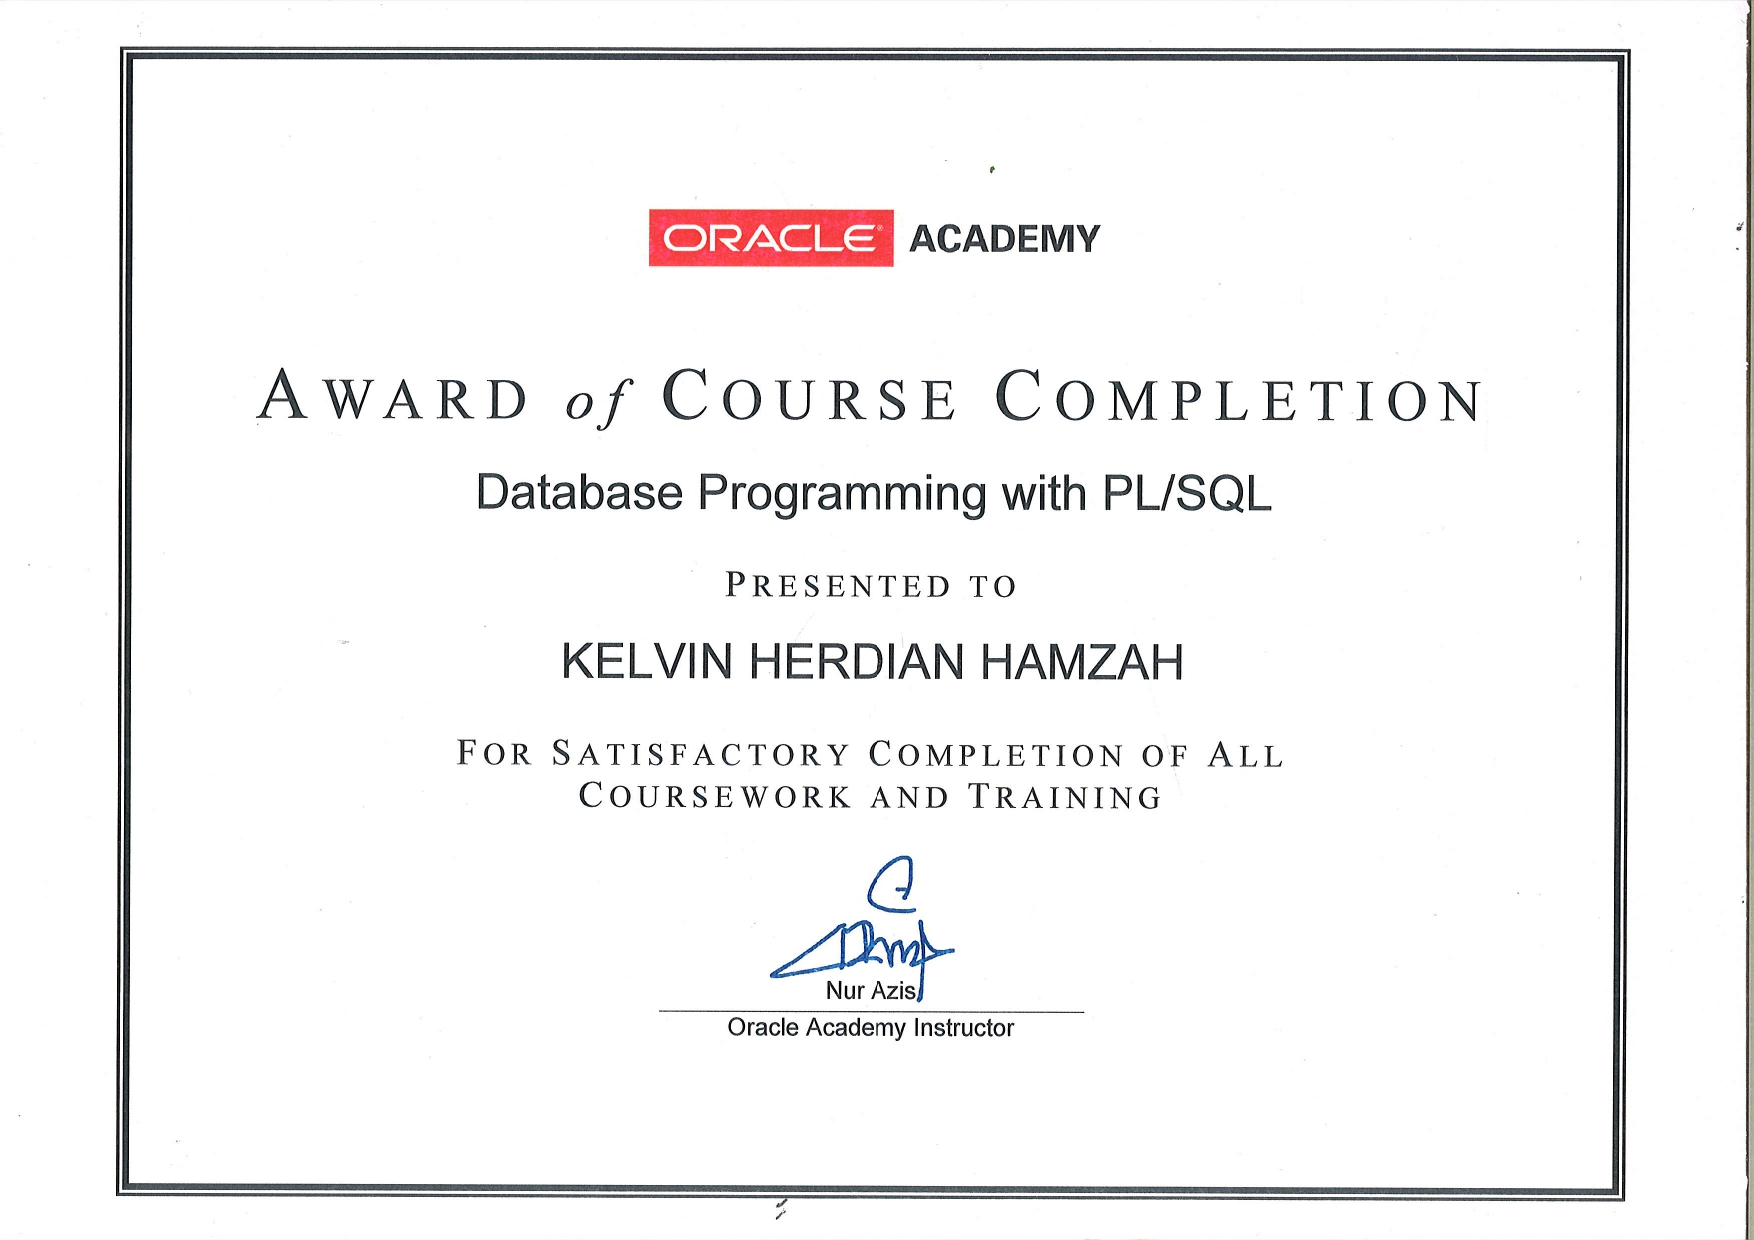 ORACLE® ACADEMY
AWARD of COURSE COMPLETION
Database Programming with PL/SQL
PRESENTED TO
KELVIN HERDIAN HAMZAH
FOR SATISFACTORY COMPLETION OF ALL
COURSEWORK AND TRAINING
Nur Azis
Oracle Academy Instructor